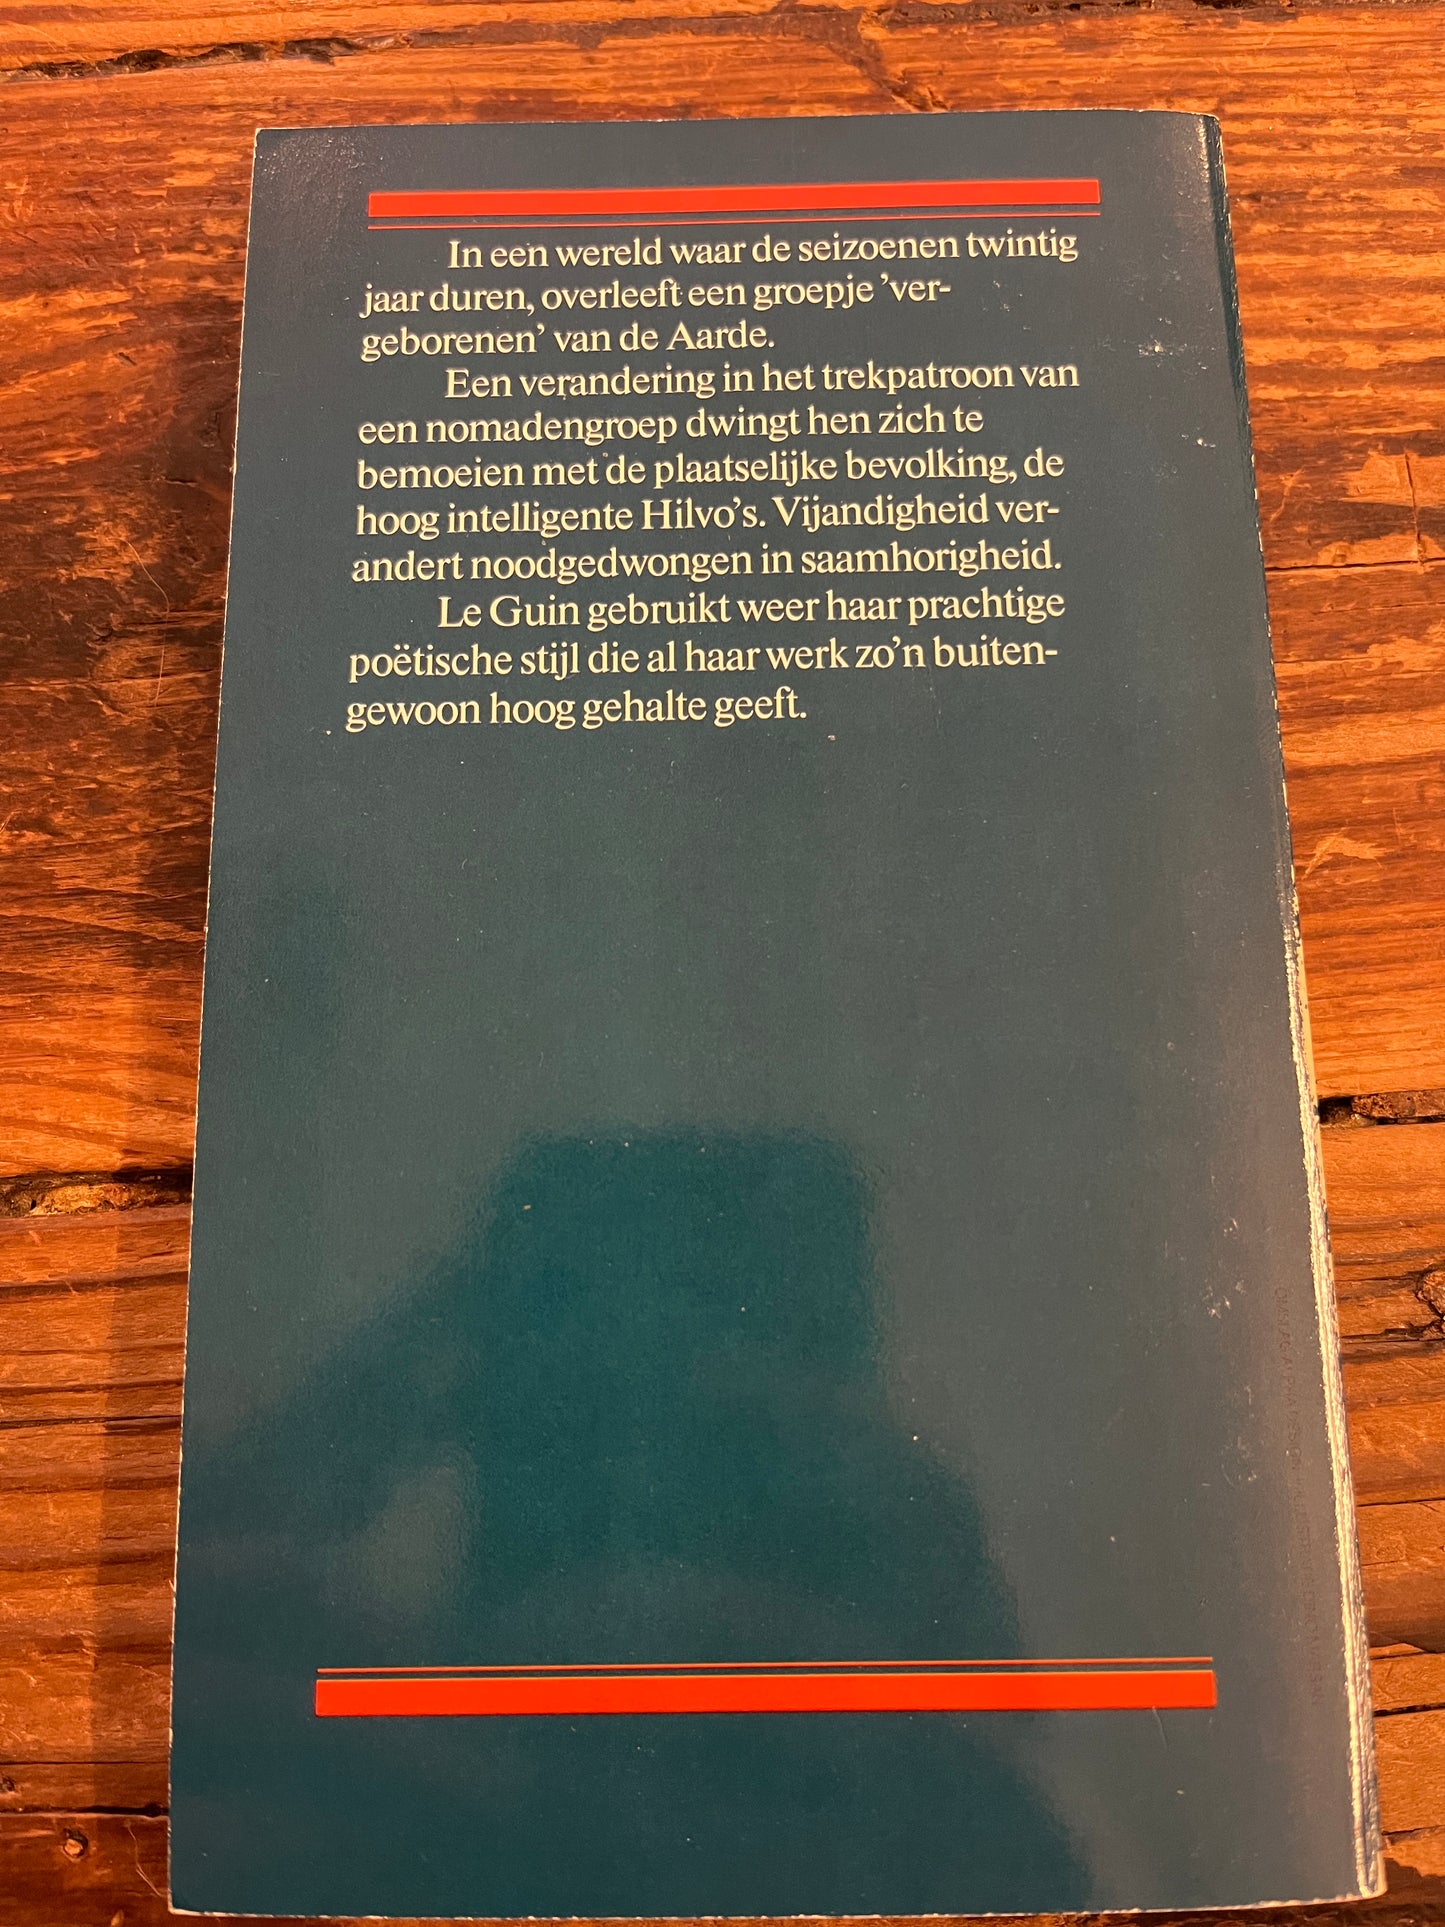 In een wereld waar de seizoenen twintig
jaar duren, overleeft een groepje ’ver-
geborenen’ van de Aarde.
Een verandering in het trekpatroon van
een nomadengroep dwingt hen zich te
bemoeien met de plaatselijke bevolking, de
hoog intelligente Hilvo’s. Vijandigheid ver-
andert noodgedwongen in saamhorigheid.
Le Guin gebruikt weer haar prachtige
poëtische stijl die al haar werk zo’n buiten-
gewoon hoog gehalte geeft.